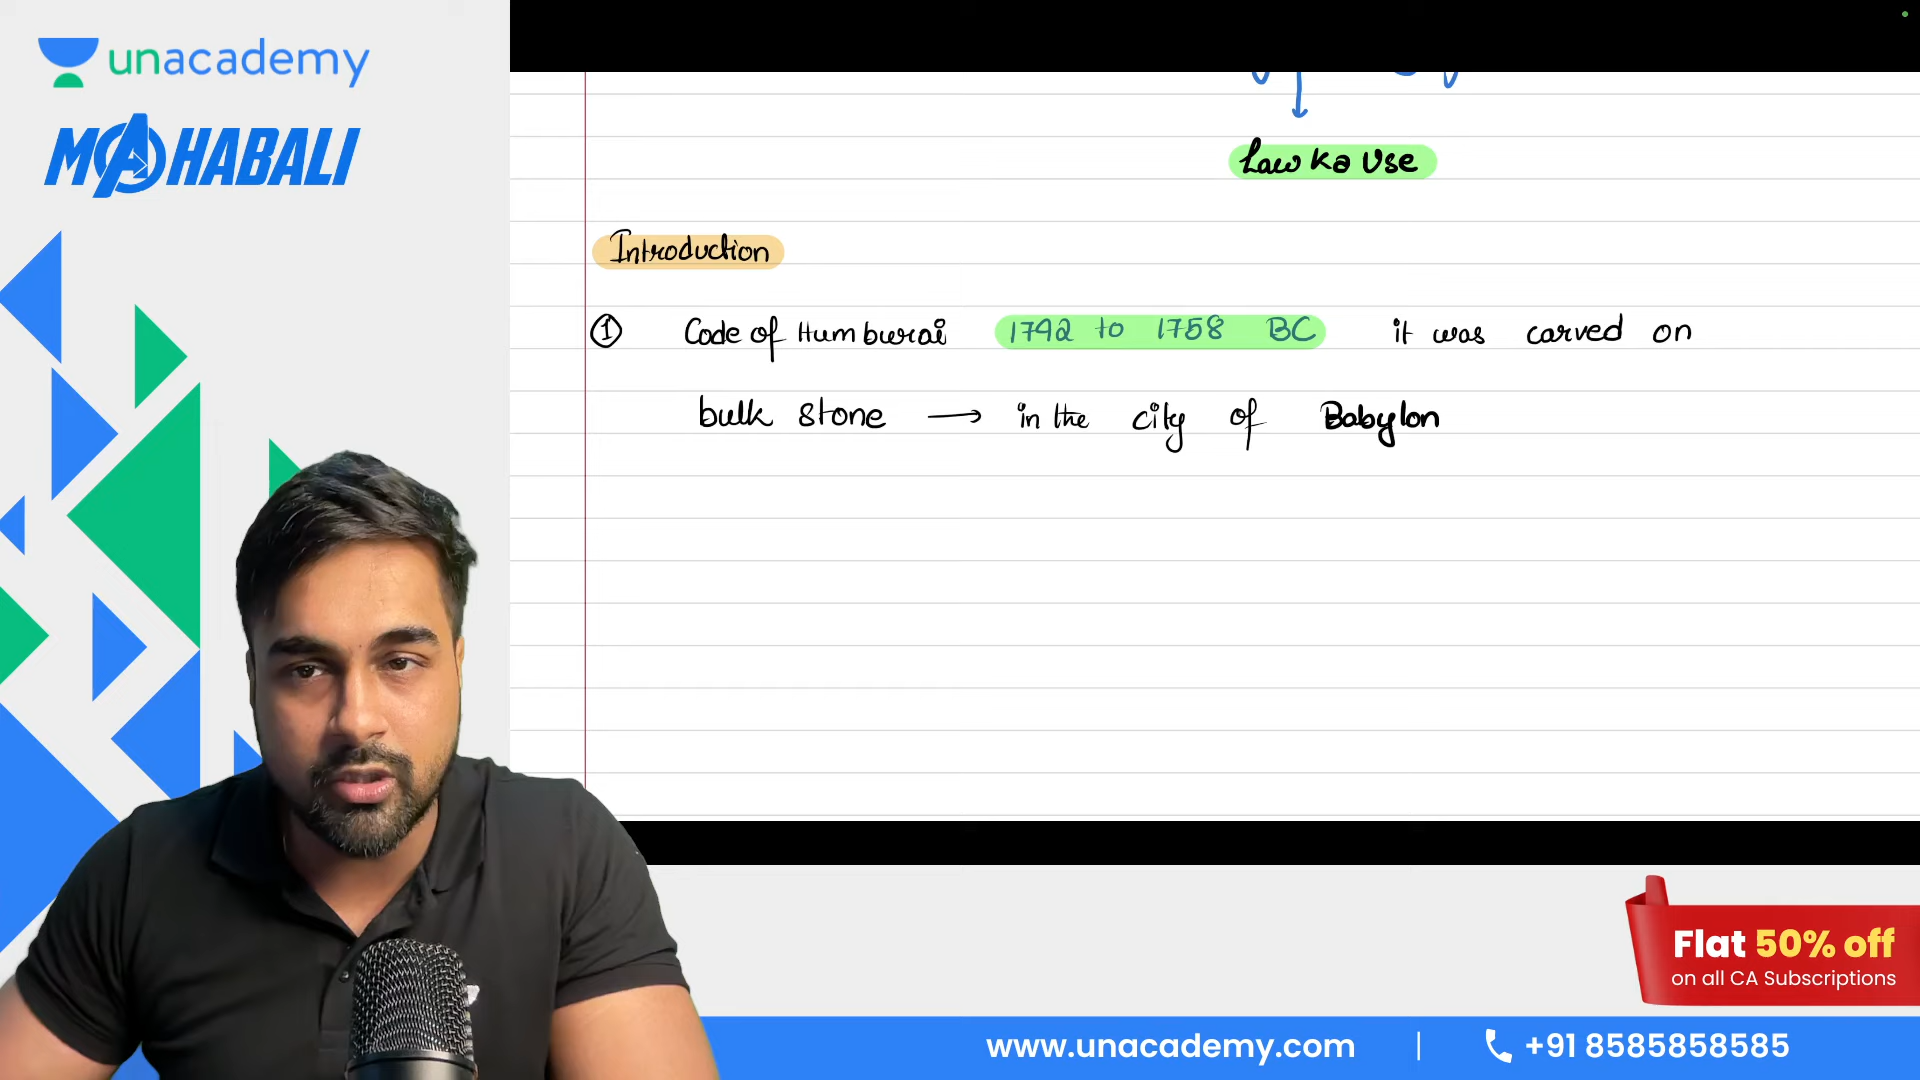 unacademy
MAHABALI
Law Ka Use
Introduction
① Code of Humburai 1792 to 1758 BC it was carved on
bulk stone → in the city of Babylon
Flat 50% off
on all CA Subscriptions
www.unacademy.com | +91 8585858585